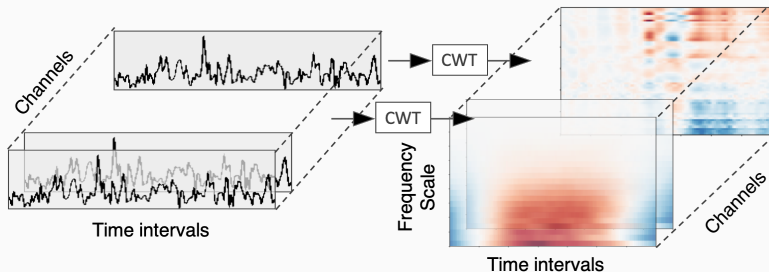 Channels
Time intervals
CWT
CWT
Frequency
Scale
Time intervals
Channels